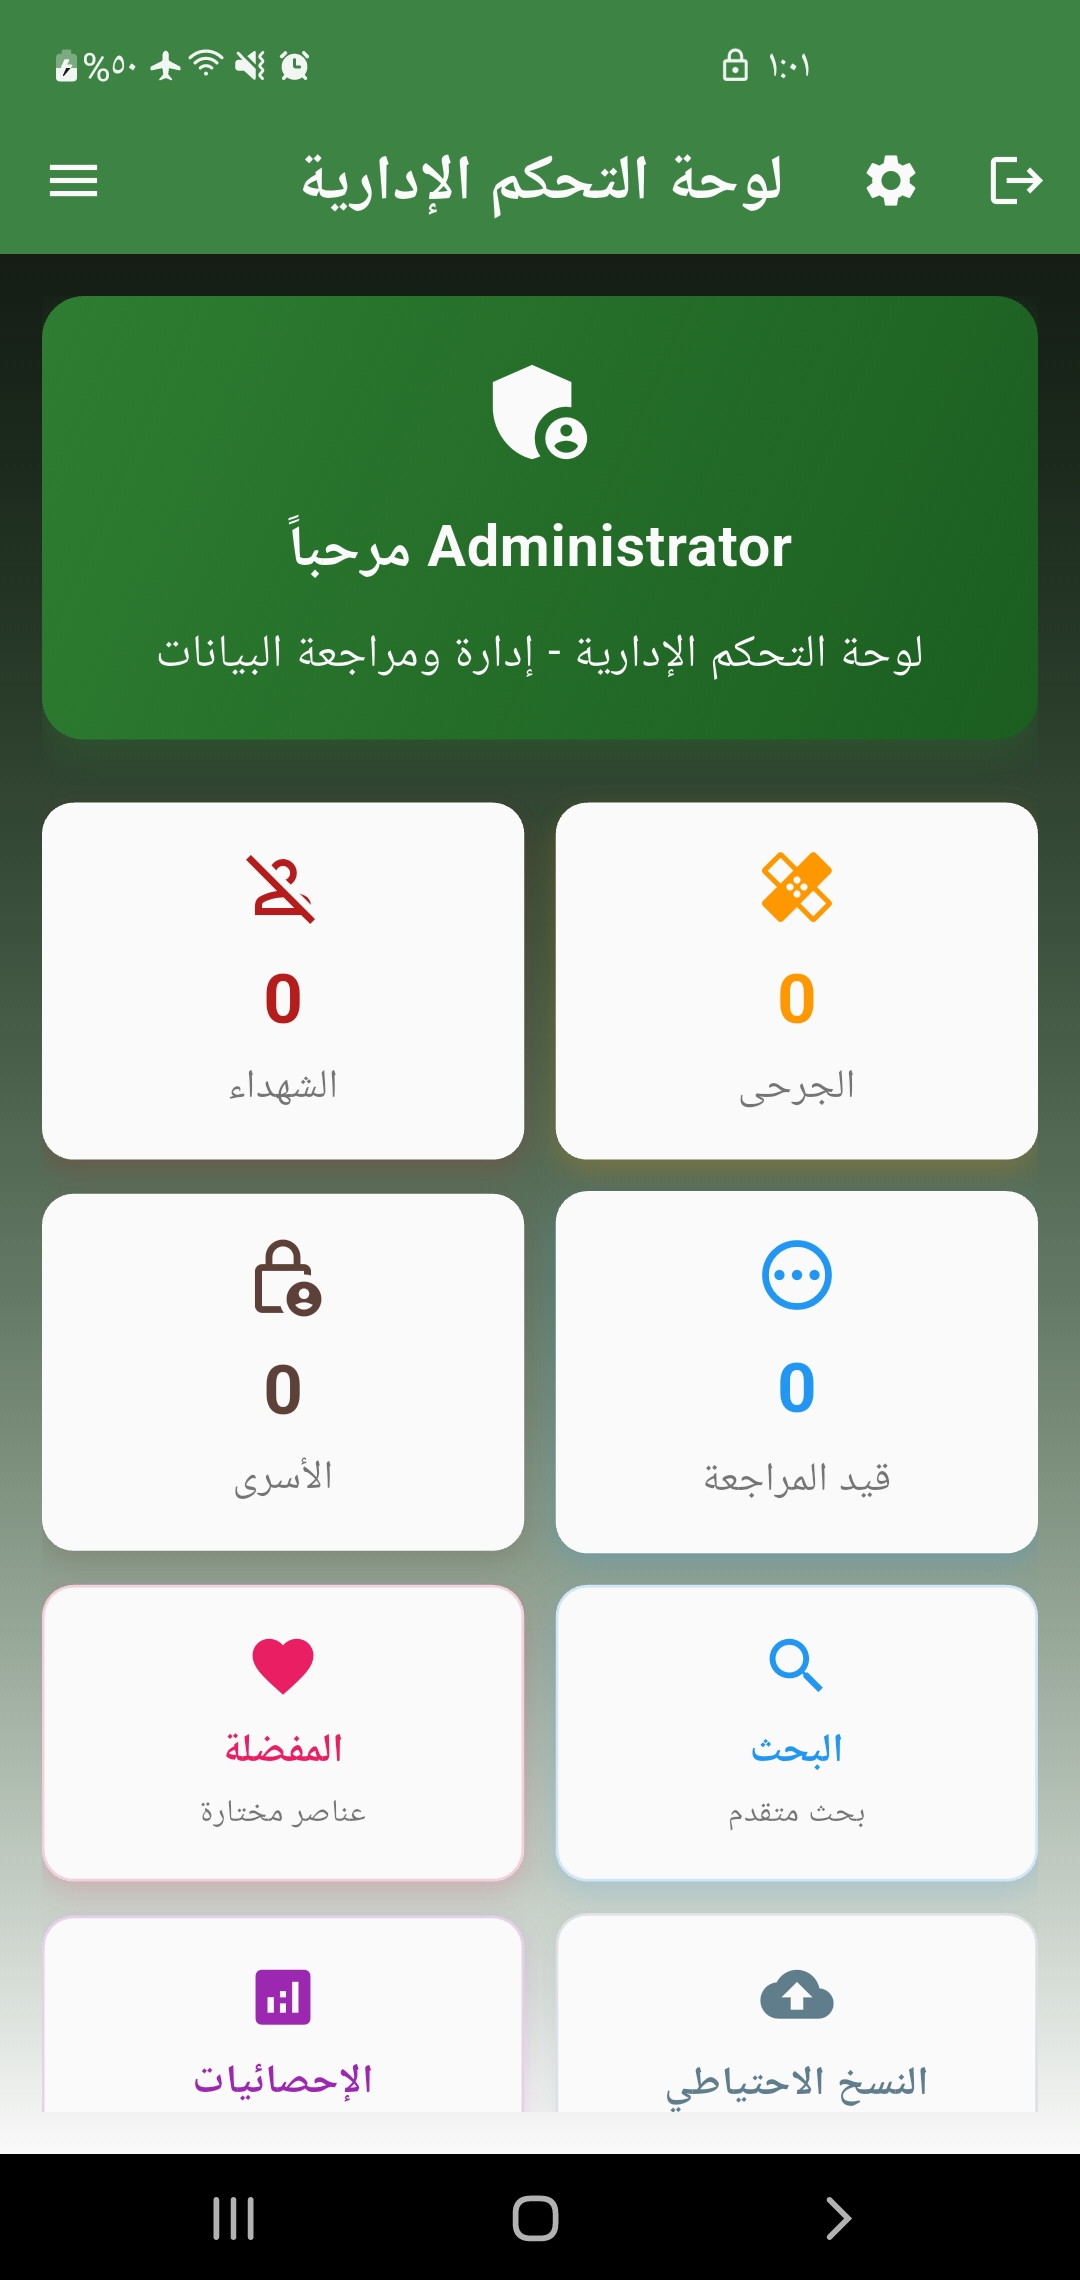 %٥٠ ١:٠١
لوحة التحكم الإدارية
مرحباً Administrator
لوحة التحكم الإدارية - إدارة ومراجعة البيانات
0
الجرحى
0
الشهداء
0
قيد المراجعة
0
الأسرى
البحث
بحث متقدم
المفضلة
عناصر مختارة
النسخ الاحتياطي
الإحصائيات